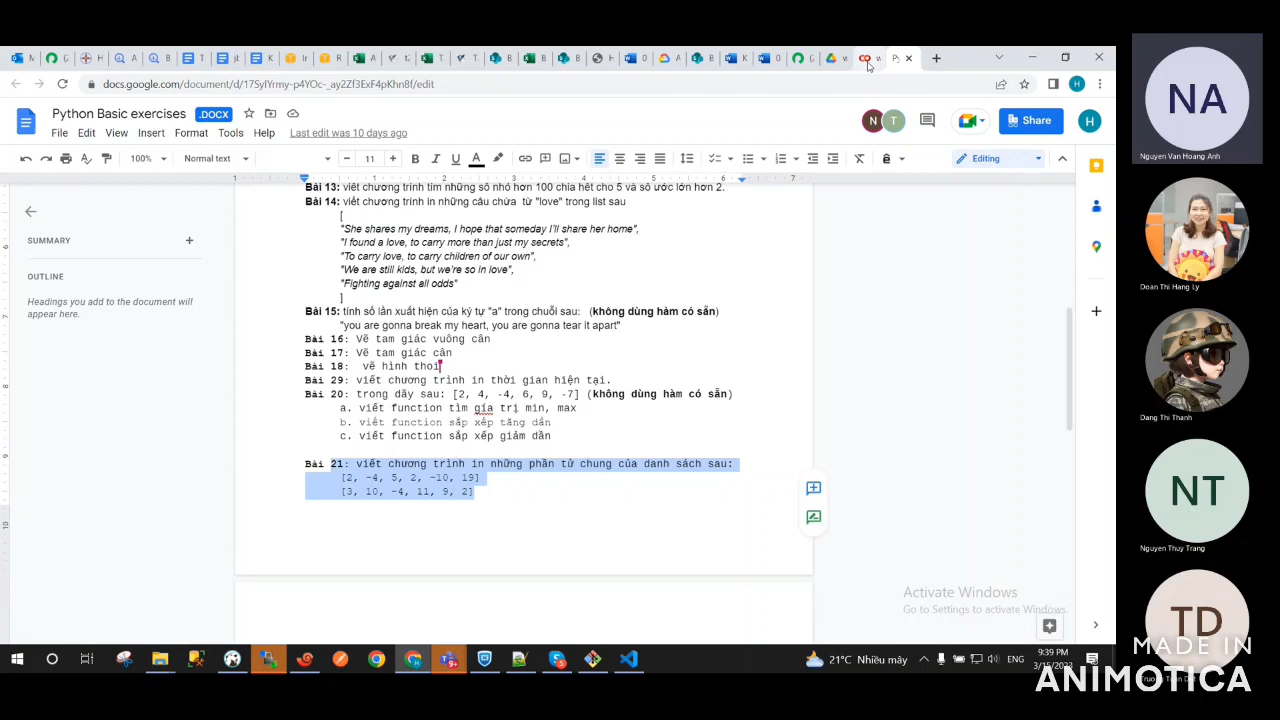 docs.google.com/document/d/17SyIYrmy-p4YOc-_ay2Zf3ExF4pKhn8f/edit
Python Basic exercises
.DOCX
File Edit View Insert Format Tools Help Last edit was 10 days ago
N T
Share
H
100% Normal text 11
Editing
1 1 2 3 4 5 6 7
SUMMARY
OUTLINE
Headings you add to the document will
appear here.
Bài 13: viết chương trình tìm những số nhỏ hơn 100 chia hết cho 5 và số ước lớn hơn 2.
Bài 14: viết chương trình in những câu chứa từ "love" trong list sau
[
"She shares my dreams, I hope that someday I'll share her home",
"I found a love, to carry more than just my secrets",
"To carry love, to carry children of our own",
"We are still kids, but we're so in love",
"Fighting against all odds"
]
Bài 15: tính số lần xuất hiện của ký tự "a" trong chuỗi sau: (không dùng hàm có sẵn)
"you are gonna break my heart, you are gonna tear it apart"
Bài 16: Vẽ tam giác vuông cân
Bài 17: Vẽ tam giác cân
Bài 18: vẽ hình thoi
Bài 29: viết chương trình in thời gian hiện tại.
Bài 20: trong dãy sau: [2, 4, -4, 6, 9, -7] (không dùng hàm có sẵn)
a. viết function tìm gía trị min, max
b. viết function sắp xếp tăng dần
c. viết function sắp xếp giảm dần
Bài 21: viết chương trình in những phần tử chung của danh sách sau:
[2, -4, 5, 2, -10, 19]
[3, 10, -4, 11, 9, 2]
Activate Windows
Go to Settings to activate Windows.
21°C Nhiều mây
ENG
9:39 PM
3/15/2023
NA
Nguyen Van Hoang Anh
Doan Thi Hang Ly
Dang Thi Thanh
NT
Nguyen Thuy Trang
TD
MADE IN
ANIMOTICA